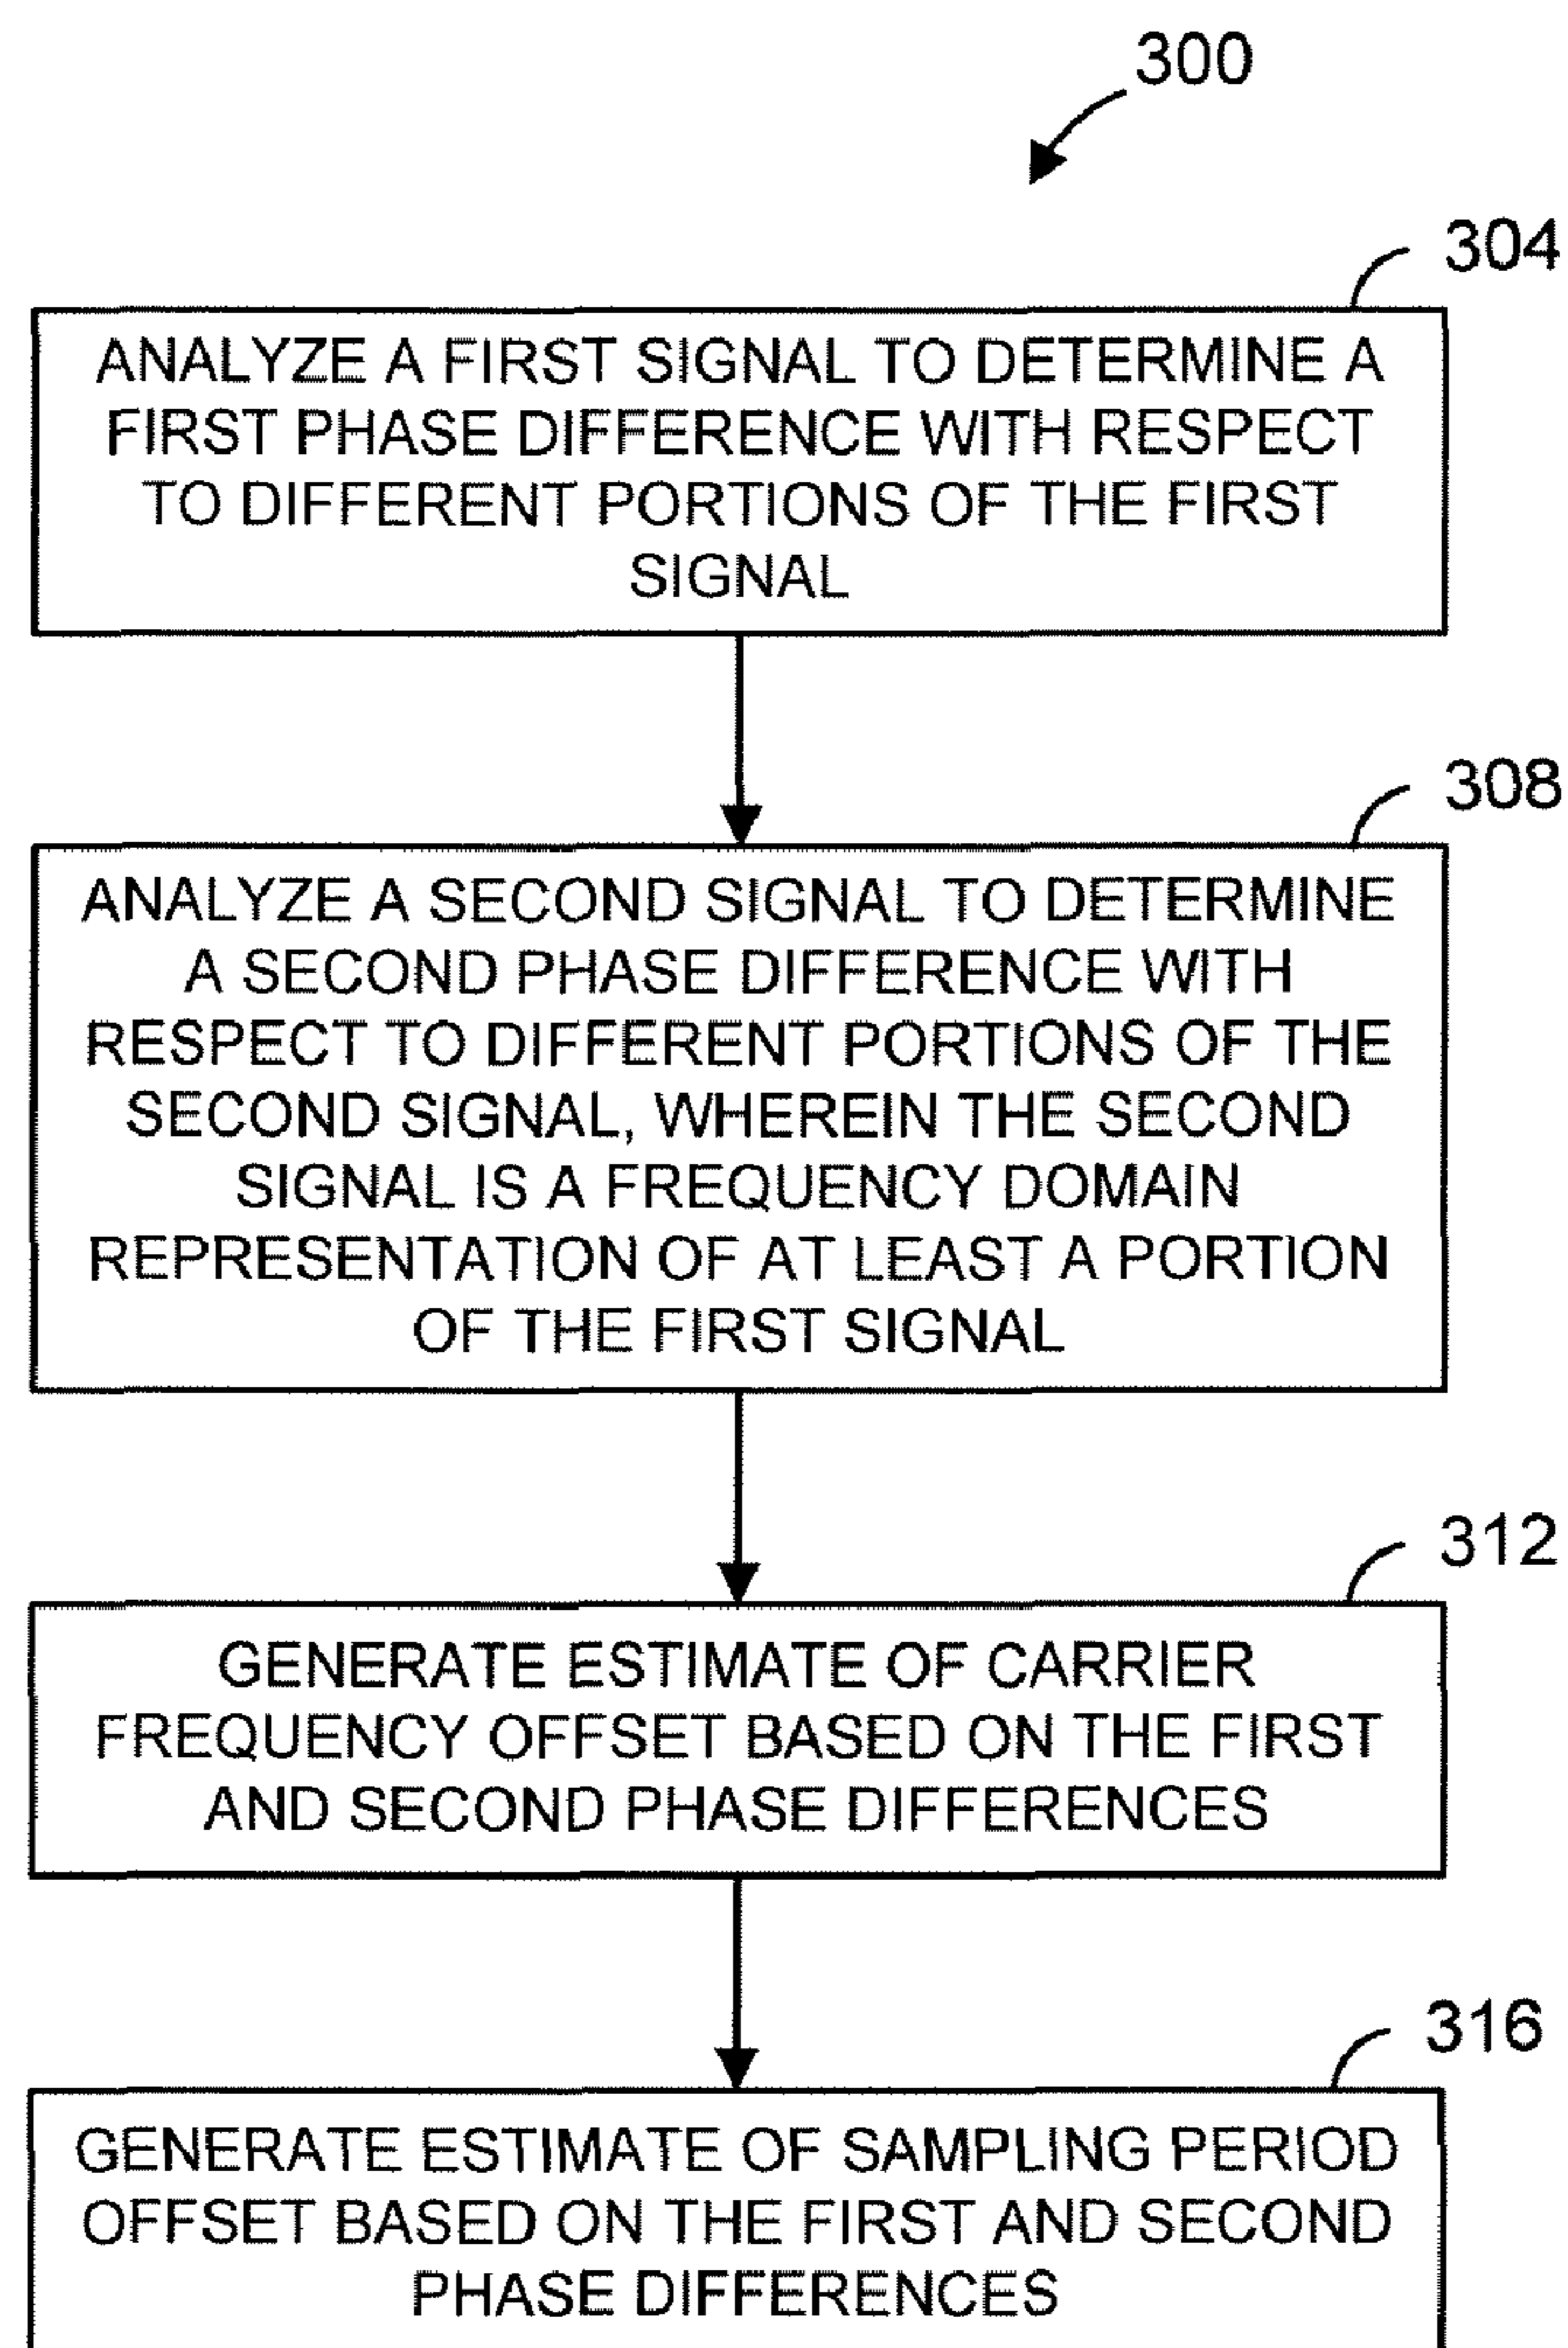 300
304
ANALYZE A FIRST SIGNAL TO DETERMINE A
FIRST PHASE DIFFERENCE WITH RESPECT
TO DIFFERENT PORTIONS OF THE FIRST
SIGNAL
308
ANALYZE A SECOND SIGNAL TO DETERMINE
A SECOND PHASE DIFFERENCE WITH
RESPECT TO DIFFERENT PORTIONS OF THE
SECOND SIGNAL, WHEREIN THE SECOND
SIGNAL IS A FREQUENCY DOMAIN
REPRESENTATION OF AT LEAST A PORTION
OF THE FIRST SIGNAL
312
GENERATE ESTIMATE OF CARRIER
FREQUENCY OFFSET BASED ON THE FIRST
AND SECOND PHASE DIFFERENCES
316
GENERATE ESTIMATE OF SAMPLING PERIOD
OFFSET BASED ON THE FIRST AND SECOND
PHASE DIFFERENCES